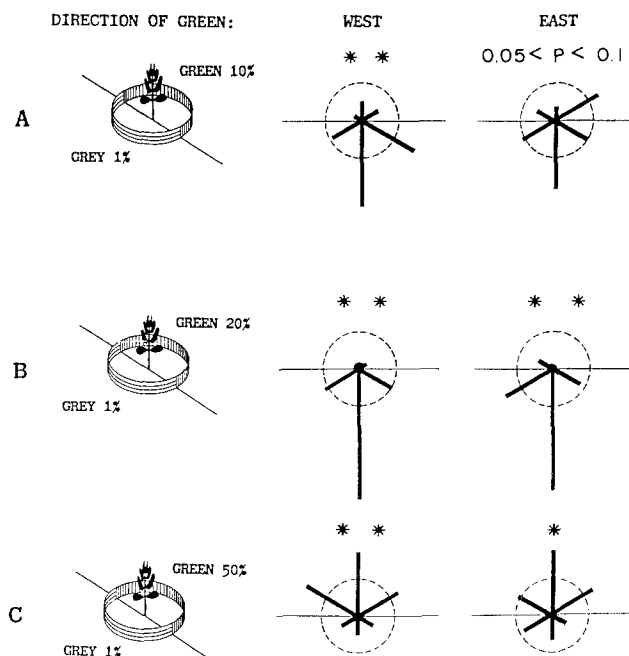 DIRECTION OF GREEN: WEST EAST
GREEN 10% * * 0.05 < P < 0.1
A
GREY 1%
* * * *
GREEN 20%
B
GREY 1%
* * *
GREEN 50%
C
GREY 1%